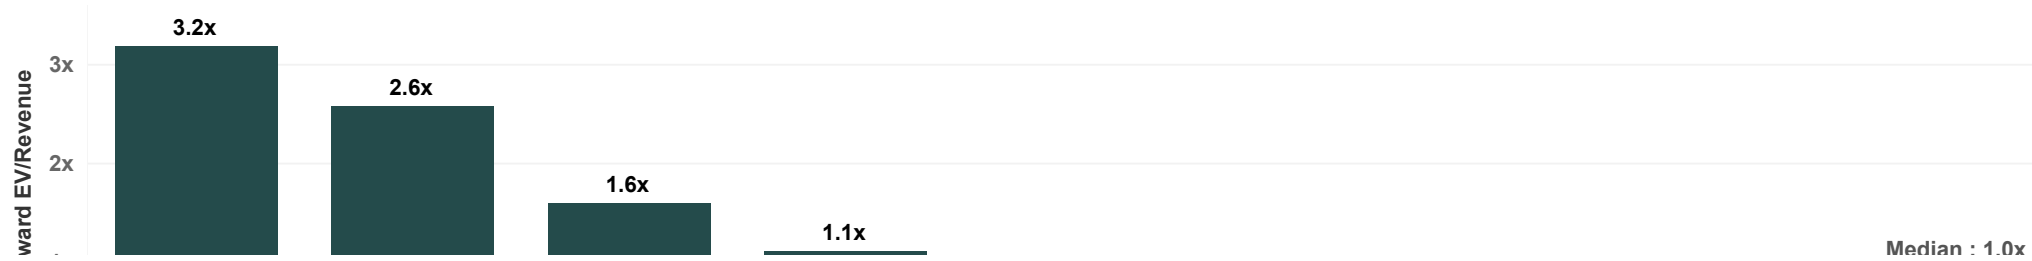 3.2x
3x
2.6x
ward EV/Revenue
2x
1.6x
1.1x
Median : 1.0x